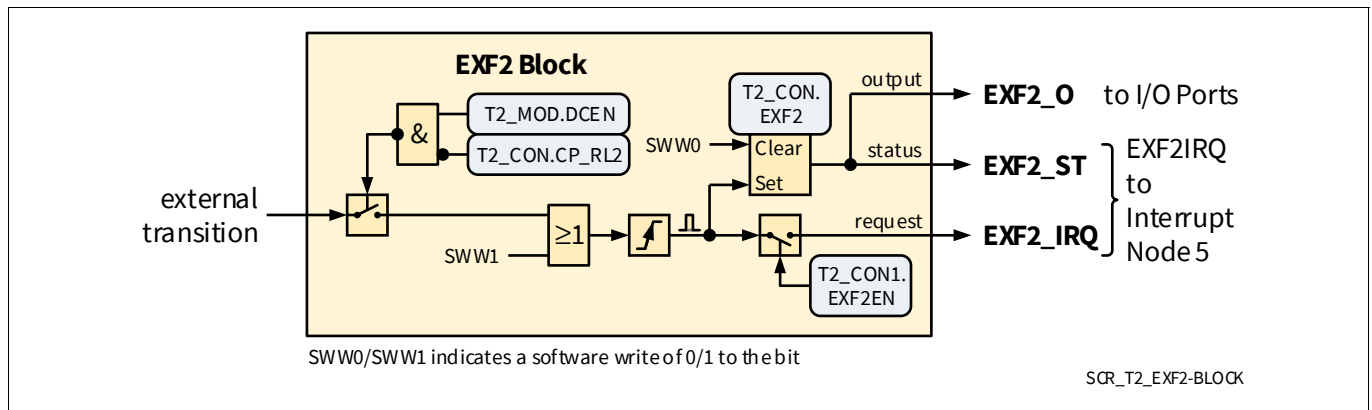 EXF2 Block
T2_MOD.DCEN
&
T2_CON.CP_RL2
T2_CON.
EXF2
SWW0
Clear
Set
output
EXF2_O to I/O Ports
status
EXF2_ST
EXF2IRQ
to
Interrupt
Node 5
external
transition
≥1
SWW1
request
EXF2_IRQ
T2_CON1.
EXF2EN
SWW0/SWW1 indicates a software write of 0/1 to the bit
SCR_T2_EXF2-BLOCK